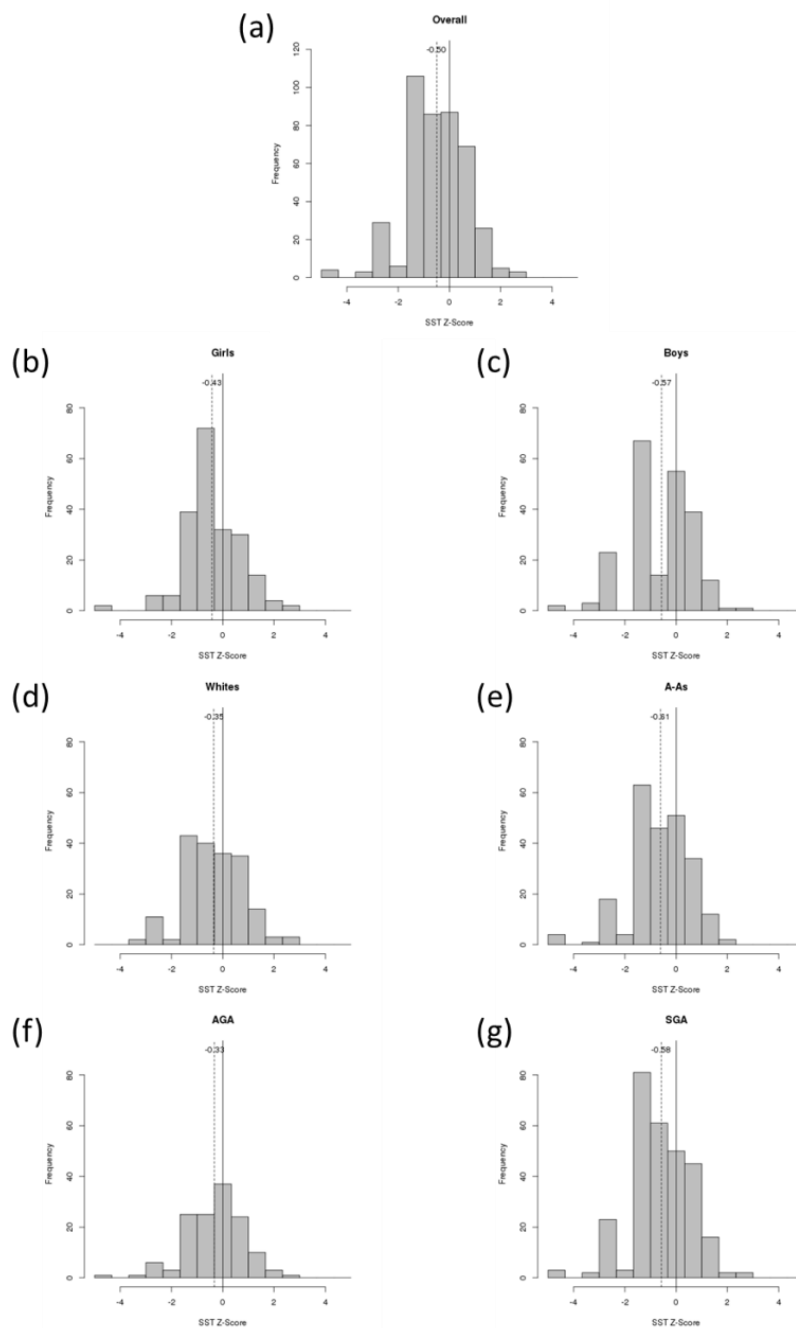 (a)
Overall
-0.50
120
100
80
60
40
20
0
Frequency
-4 -2 0 2 4
SST Z-Score
(b)
Girls
-0.43
80
60
40
20
0
Frequency
-4 -2 0 2 4
SST Z-Score
(c)
Boys
-0.57
80
60
40
20
0
Frequency
-4 -2 0 2 4
SST Z-Score
(d)
Whites
-0.35
80
60
40
20
0
Frequency
-4 -2 0 2 4
SST Z-Score
(e)
A-As
-0.61
80
60
40
20
0
Frequency
-4 -2 0 2 4
SST Z-Score
(f)
AGA
-0.33
80
60
40
20
0
Frequency
-4 -2 0 2 4
SST Z-Score
(g)
SGA
-0.58
80
60
40
20
0
Frequency
-4 -2 0 2 4
SST Z-Score